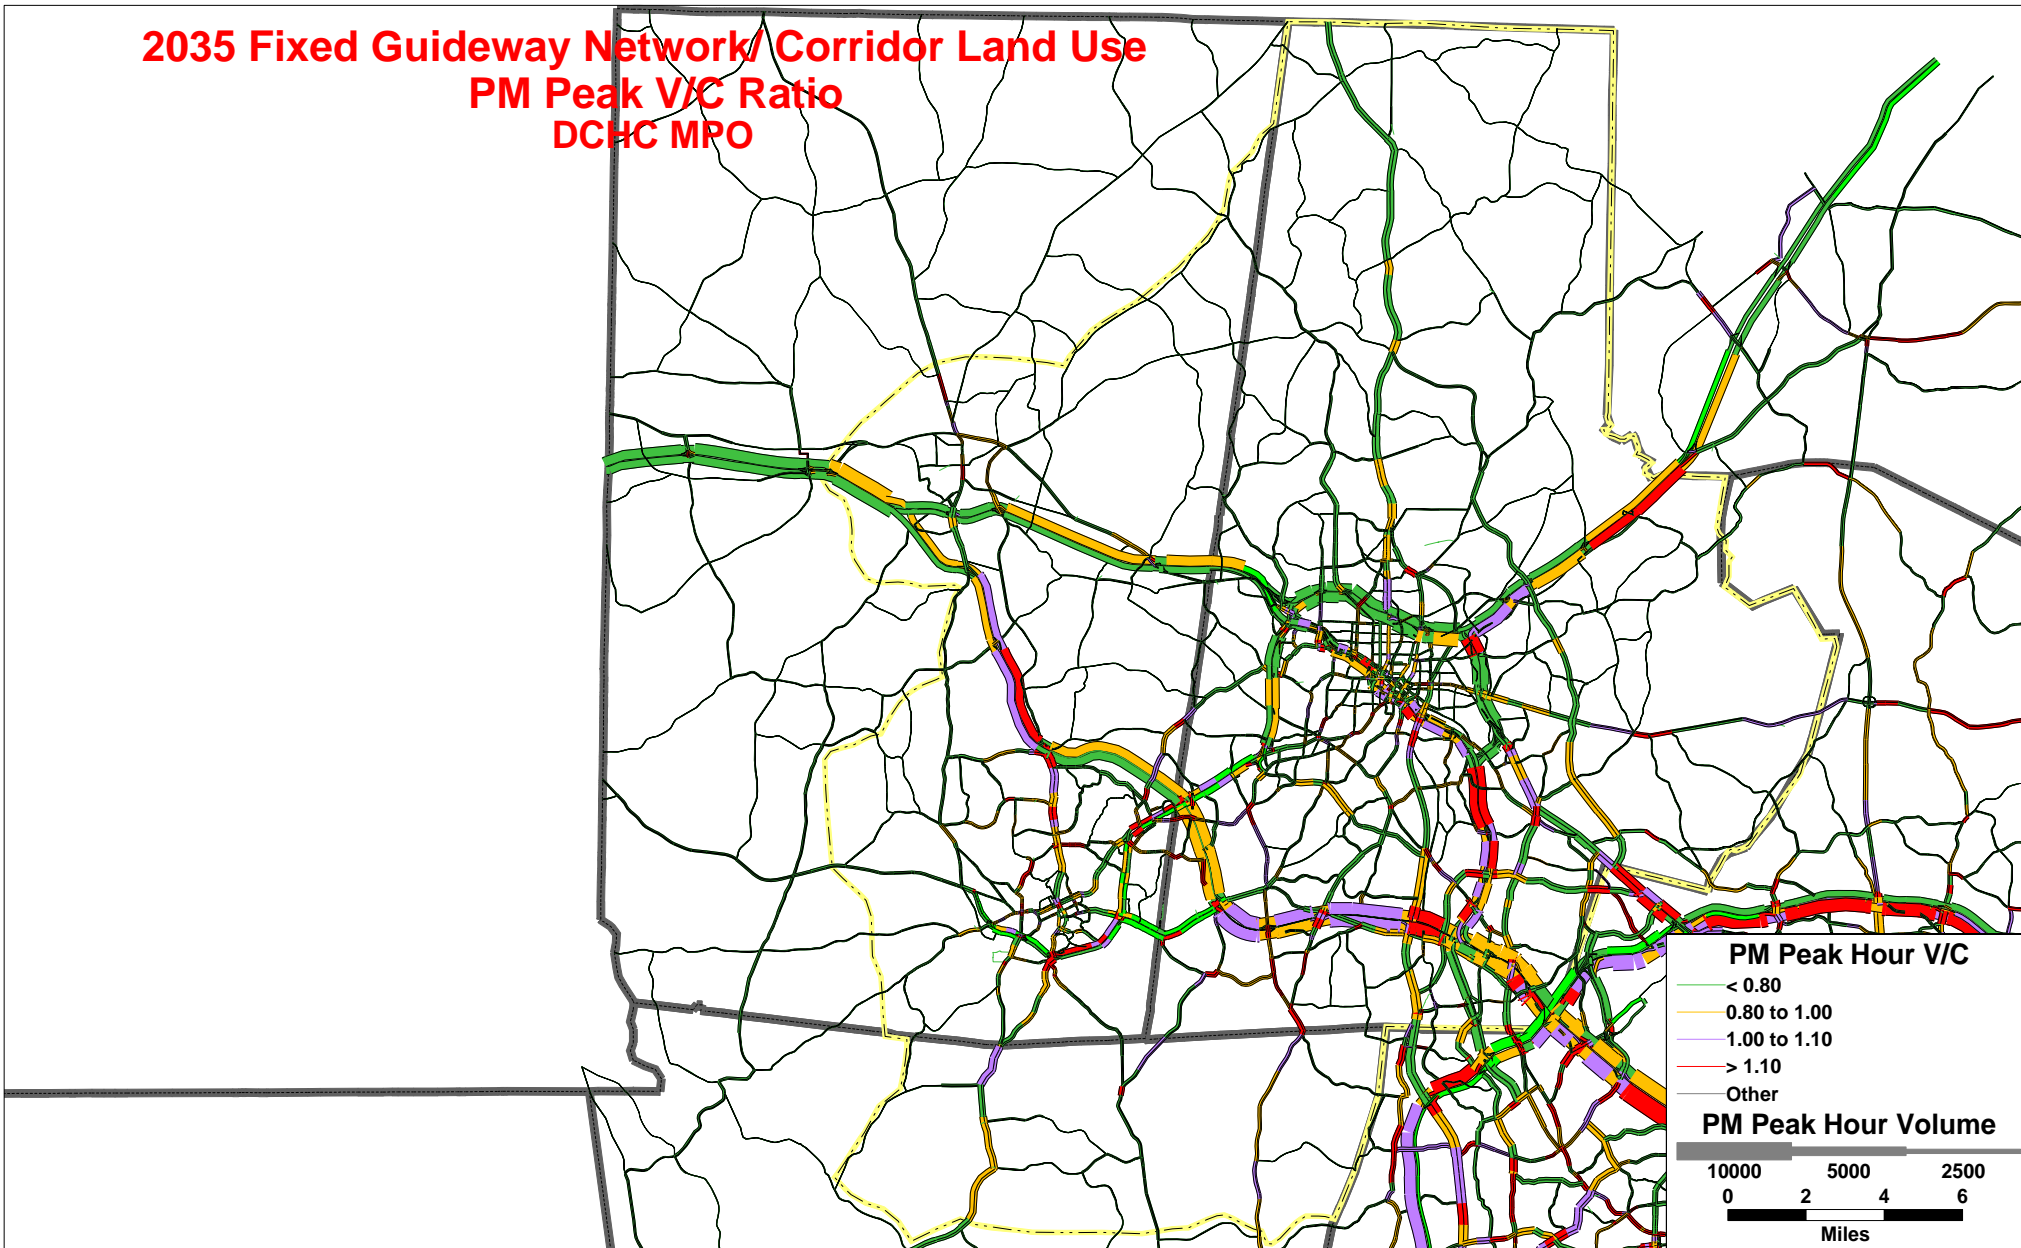 2035 Fixed Guideway Network/ Corridor Land Use
PM Peak V/C Ratio
DCHC MPO
PM Peak Hour V/C
< 0.80
0.80 to 1.00
1.00 to 1.10
> 1.10
Other
PM Peak Hour Volume
10000 5000 2500
0 2 4 6
Miles